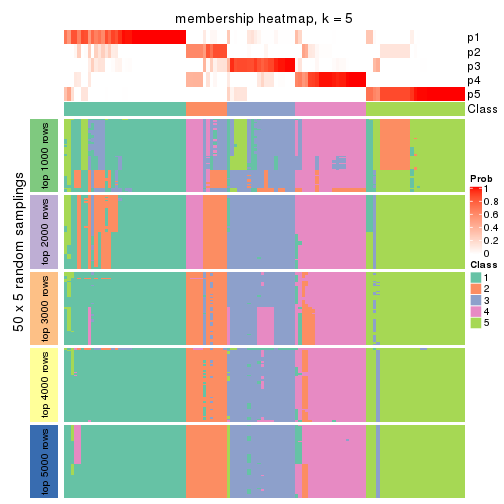 membership heatmap, k = 5
p1
p2
p3
p4
p5
Class
50 x 5 random samplings
top 1000 rows
top 2000 rows
top 3000 rows
top 4000 rows
top 5000 rows
Prob
1
0.8
0.6
0.4
0.2
0
Class
1
2
3
4
5